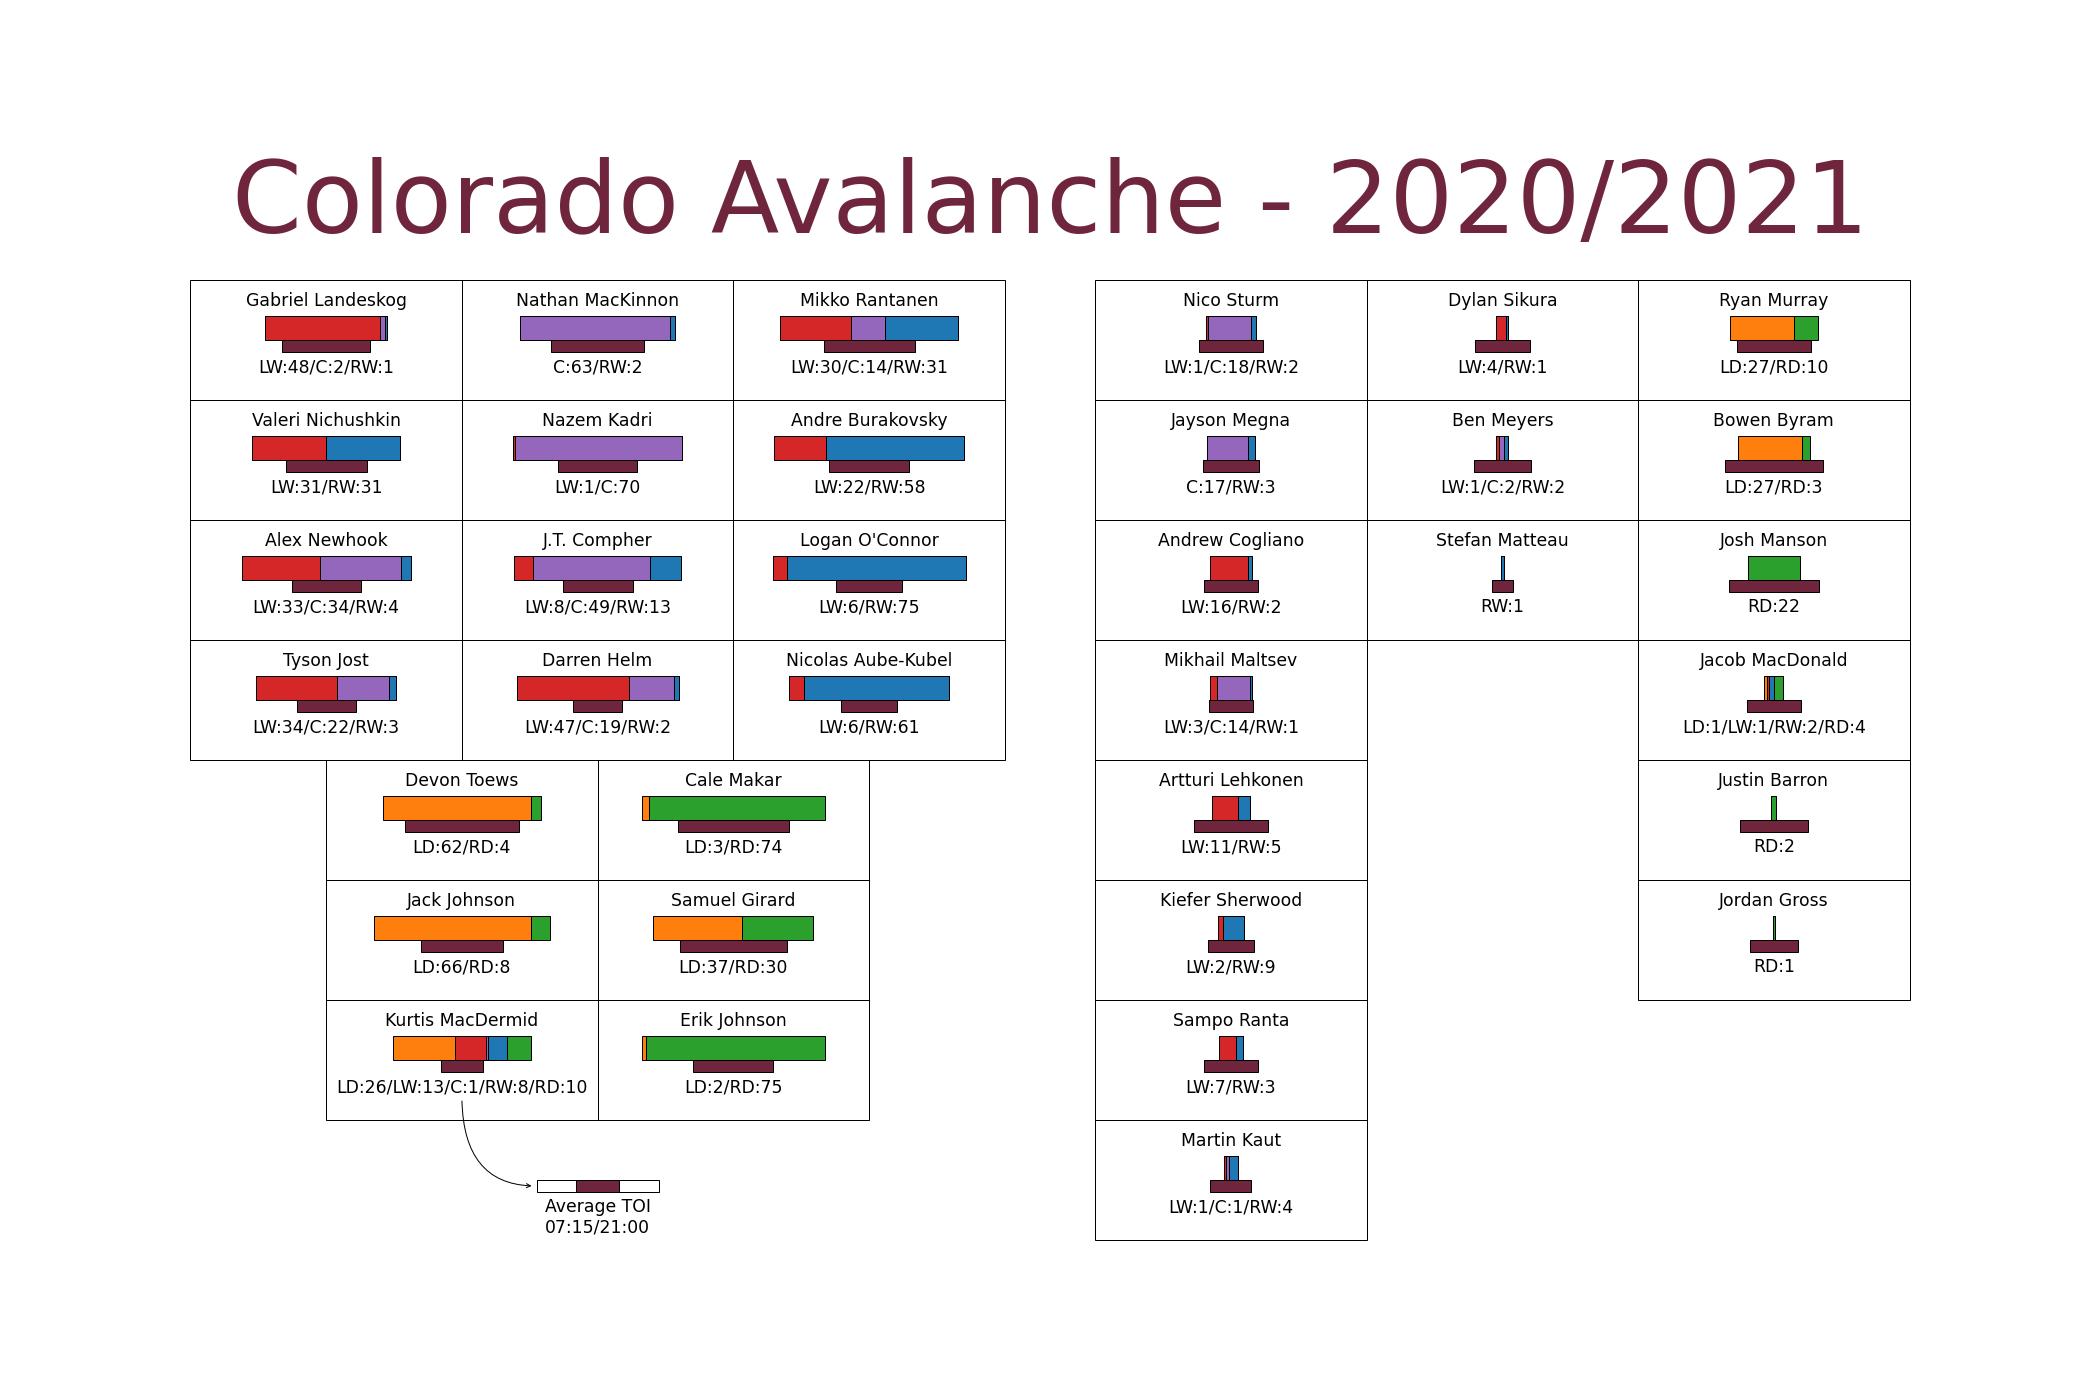 Colorado Avalanche - 2020/2021
Gabriel Landeskog
LW:48/C:2/RW:1
Nathan MacKinnon
C:63/RW:2
Mikko Rantanen
LW:30/C:14/RW:31
Valeri Nichushkin
LW:31/RW:31
Nazem Kadri
LW:1/C:70
Andre Burakovsky
LW:22/RW:58
Alex Newhook
LW:33/C:34/RW:4
J.T. Compher
LW:8/C:49/RW:13
Logan O'Connor
LW:6/RW:75
Tyson Jost
LW:34/C:22/RW:3
Darren Helm
LW:47/C:19/RW:2
Nicolas Aube-Kubel
LW:6/RW:61
Devon Toews
LD:62/RD:4
Cale Makar
LD:3/RD:74
Jack Johnson
LD:66/RD:8
Samuel Girard
LD:37/RD:30
Kurtis MacDermid
LD:26/LW:13/C:1/RW:8/RD:10
Erik Johnson
LD:2/RD:75
Average TOI
07:15/21:00
Nico Sturm
LW:1/C:18/RW:2
Dylan Sikura
LW:4/RW:1
Ryan Murray
LD:27/RD:10
Jayson Megna
C:17/RW:3
Ben Meyers
LW:1/C:2/RW:2
Bowen Byram
LD:27/RD:3
Andrew Cogliano
LW:16/RW:2
Stefan Matteau
RW:1
Josh Manson
RD:22
Mikhail Maltsev
LW:3/C:14/RW:1
Jacob MacDonald
LD:1/LW:1/RW:2/RD:4
Artturi Lehkonen
LW:11/RW:5
Justin Barron
RD:2
Kiefer Sherwood
LW:2/RW:9
Jordan Gross
RD:1
Sampo Ranta
LW:7/RW:3
Martin Kaut
LW:1/C:1/RW:4